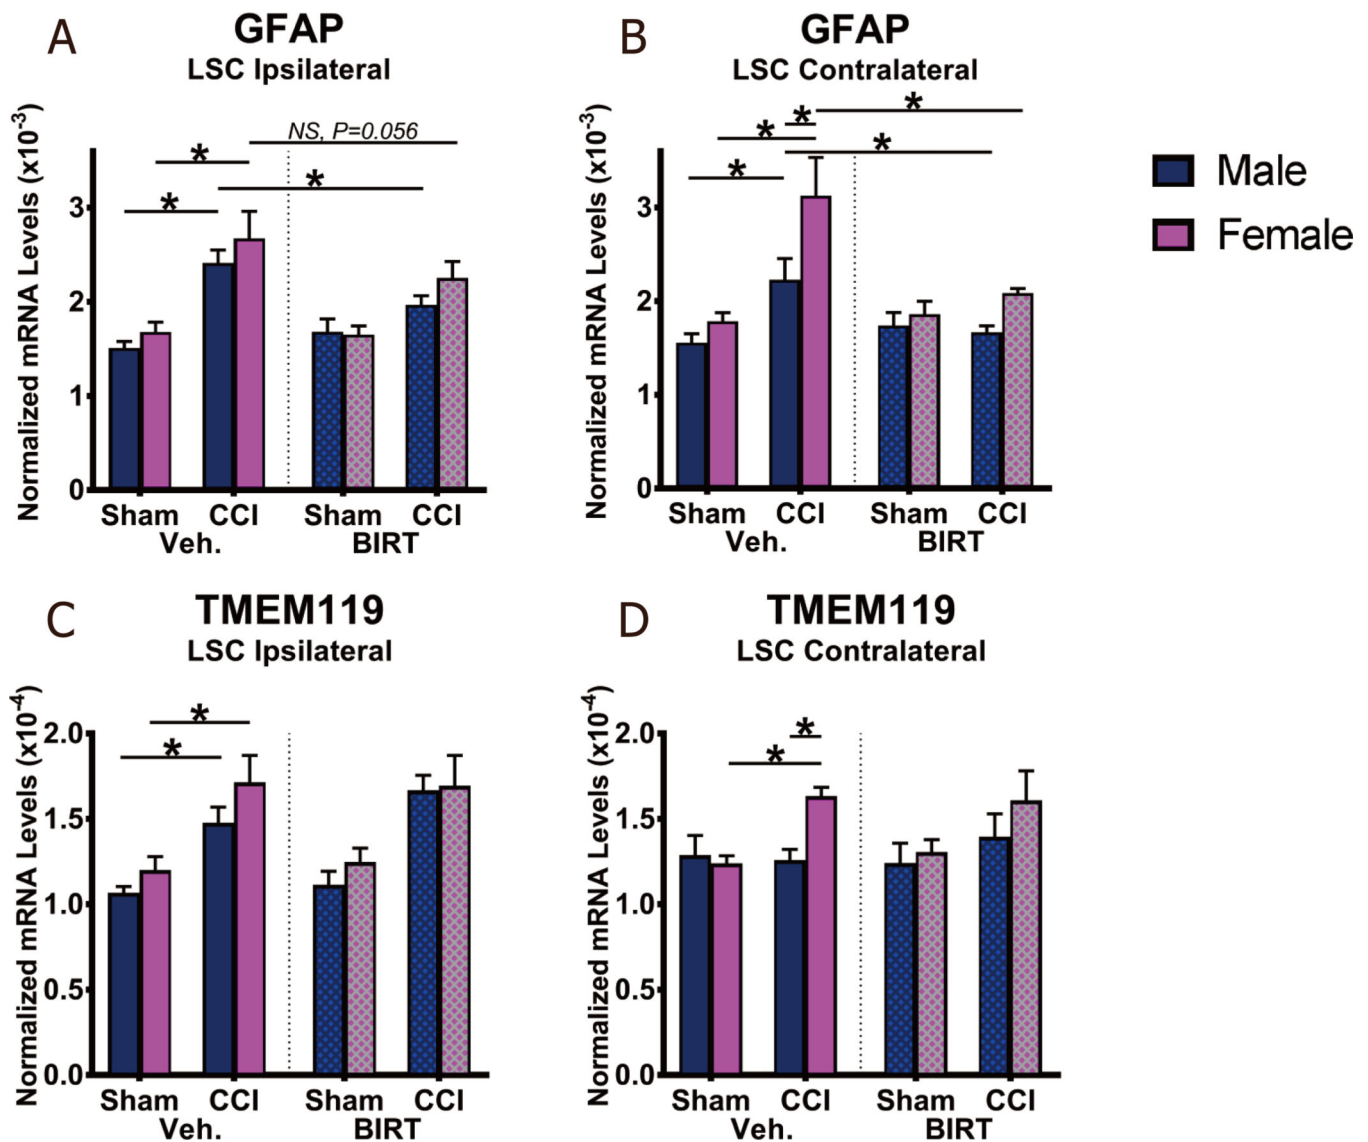 A
GFAP
LSC Ipsilateral
Normalized mRNA Levels (x10⁻³)
3
2
1
0
*
*
*
NS, P=0.056
Sham CCI Sham CCI
Veh. BIRT
B
GFAP
LSC Contralateral
Normalized mRNA Levels (x10⁻³)
3
2
1
0
*
*
*
*
*
Sham CCI Sham CCI
Veh. BIRT
Male
Female
C
TMEM119
LSC Ipsilateral
Normalized mRNA Levels (x10⁻⁴)
2.0
1.5
1.0
0.5
0.0
*
*
Sham CCI Sham CCI
Veh. BIRT
D
TMEM119
LSC Contralateral
Normalized mRNA Levels (x10⁻⁴)
2.0
1.5
1.0
0.5
0.0
*
*
Sham CCI Sham CCI
Veh. BIRT